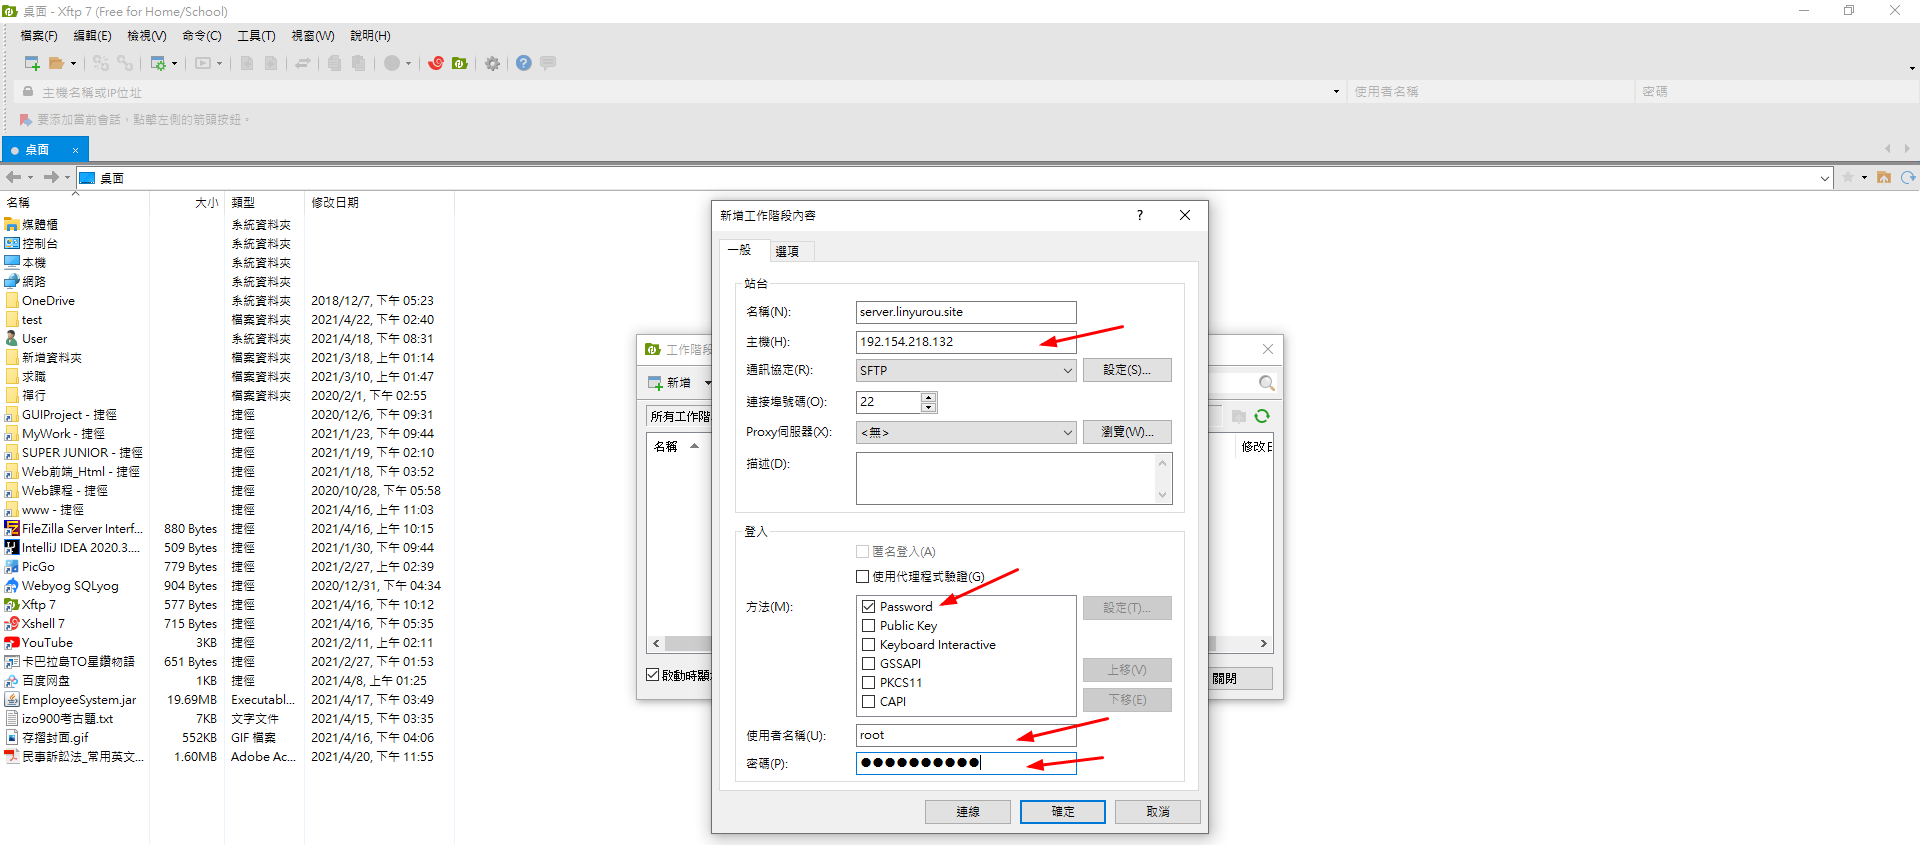 桌面 - Xftp 7 (Free for Home/School)
檔案(F) 編輯(E) 檢視(V) 命令(C) 工具(T) 視窗(W) 說明(H)
主機名稱或IP位址 使用者名稱 密碼
要添加當前會話，點擊左側的箭頭按鈕。
桌面 ×
桌面
名稱 大小 類型 修改日期
媒體櫃 系統資料夾
控制台 系統資料夾
本機 系統資料夾
網路 系統資料夾
OneDrive 系統資料夾 2018/12/7, 下午 05:23
test 檔案資料夾 2021/4/22, 下午 02:40
User 檔案資料夾 2021/4/18, 下午 08:31
新增資料夾 檔案資料夾 2021/3/18, 上午 01:14
求職 檔案資料夾 2021/3/10, 上午 01:47
禪行 檔案資料夾 2020/2/1, 下午 02:55
GUIProject - 捷徑 捷徑 2020/12/6, 下午 09:31
MyWork - 捷徑 捷徑 2021/1/23, 下午 09:44
SUPER JUNIOR - 捷徑 捷徑 2021/1/19, 下午 02:10
Web前端_Html - 捷徑 捷徑 2021/1/18, 下午 03:52
Web課程 - 捷徑 捷徑 2020/10/28, 下午 05:58
www - 捷徑 捷徑 2021/4/16, 上午 11:03
FileZilla Server Interf... 880 Bytes 捷徑 2021/4/16, 上午 10:15
IntelliJ IDEA 2020.3.... 509 Bytes 捷徑 2021/1/30, 上午 09:44
PicGo 779 Bytes 捷徑 2021/2/27, 上午 02:39
Webyog SQLyog 904 Bytes 捷徑 2020/12/31, 下午 04:34
Xftp 7 577 Bytes 捷徑 2021/4/16, 下午 10:12
Xshell 7 715 Bytes 捷徑 2021/4/16, 下午 05:35
YouTube 3KB 捷徑 2021/2/11, 上午 02:11
卡巴拉島TO星鑽物語 651 Bytes 捷徑 2021/2/27, 下午 01:53
百度网盘 1KB 捷徑 2021/4/8, 上午 01:25
EmployeeSystem.jar 19.69MB Executabl... 2021/4/17, 下午 03:49
izo900考古題.txt 7KB 文字文件 2021/4/15, 下午 03:35
存摺封面.gif 552KB GIF 檔案 2021/4/16, 下午 04:06
民事訴訟法_常用英文... 1.60MB Adobe Ac... 2021/4/20, 下午 11:55
工作階段
新增
所有工作階
名稱 修改日
啟動時顯
關閉
新增工作階段內容 ?
一般 選項
站台
名稱(N): server.linyurou.site
主機(H): 192.154.218.132
通訊協定(R): SFTP 設定(S)...
連接埠號碼(O): 22
Proxy伺服器(X): <無> 瀏覽(W)...
描述(D):
登入
匿名登入(A)
使用代理程式驗證(G)
方法(M): Password 設定(T)...
Public Key
Keyboard Interactive
GSSAPI
上移(V)
PKCS11
CAPI
下移(E)
使用者名稱(U): root
密碼(P): ●●●●●●●●●●
連線 確定 取消